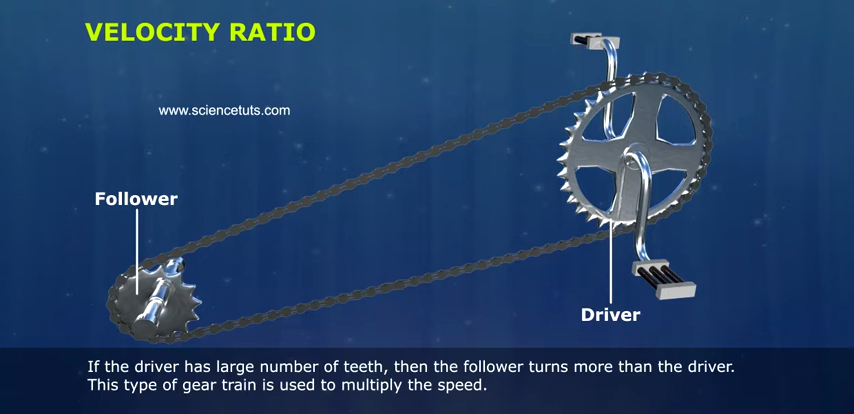 VELOCITY RATIO
www.sciencetuts.com
Follower
Driver
If the driver has large number of teeth, then the follower turns more than the driver.
This type of gear train is used to multiply the speed.